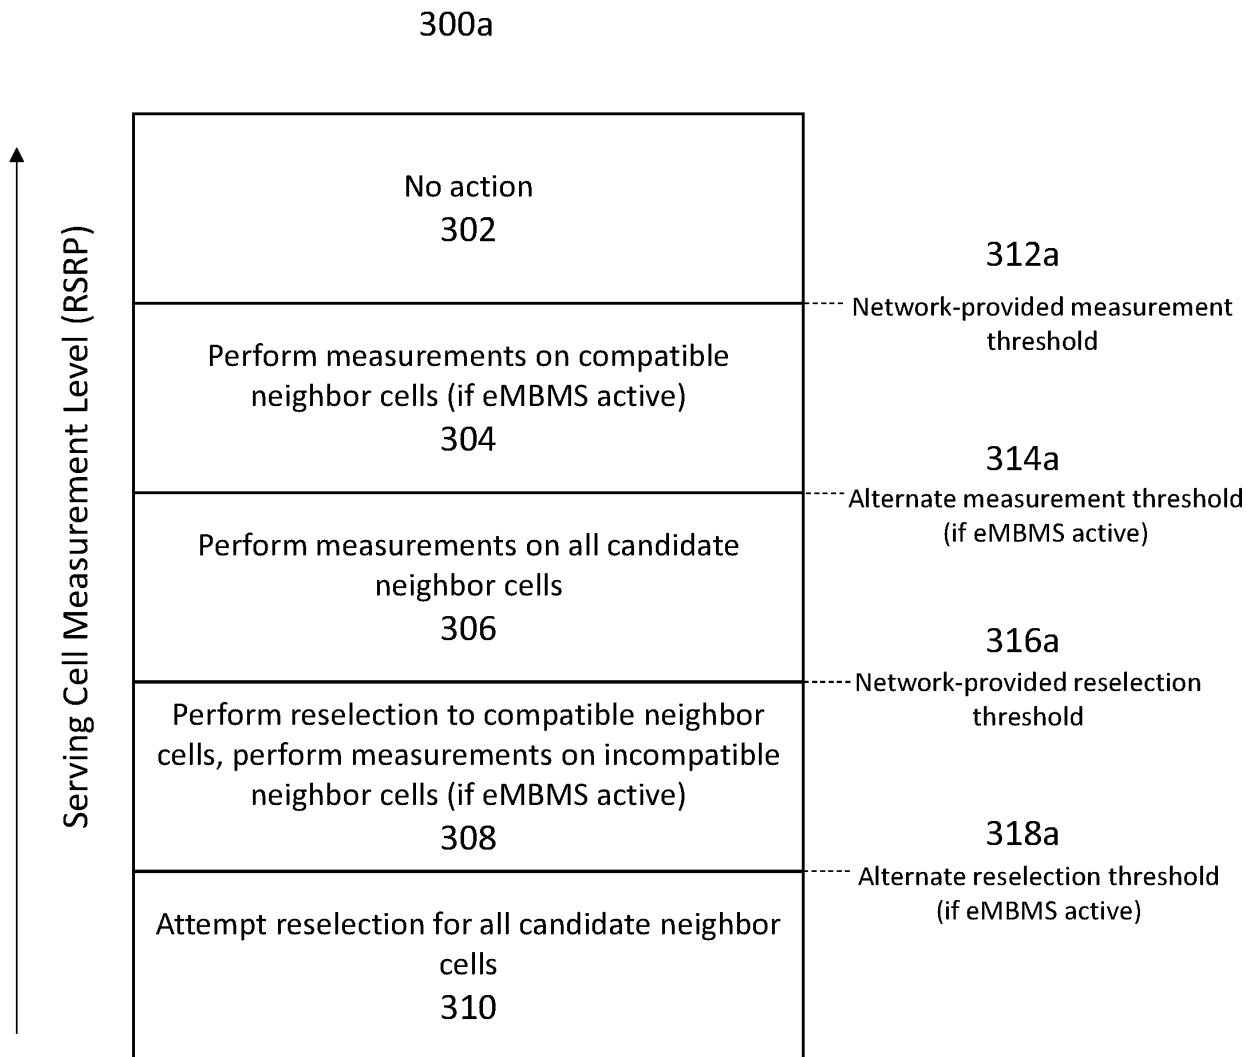 300a
Serving Cell Measurement Level (RSRP)
No action
302
312a
Network-provided measurement
threshold
Perform measurements on compatible
neighbor cells (if eMBMS active)
304
314a
Alternate measurement threshold
(if eMBMS active)
Perform measurements on all candidate
neighbor cells
306
316a
Network-provided reselection
threshold
Perform reselection to compatible neighbor
cells, perform measurements on incompatible
neighbor cells (if eMBMS active)
308
318a
Alternate reselection threshold
(if eMBMS active)
Attempt reselection for all candidate neighbor
cells
310